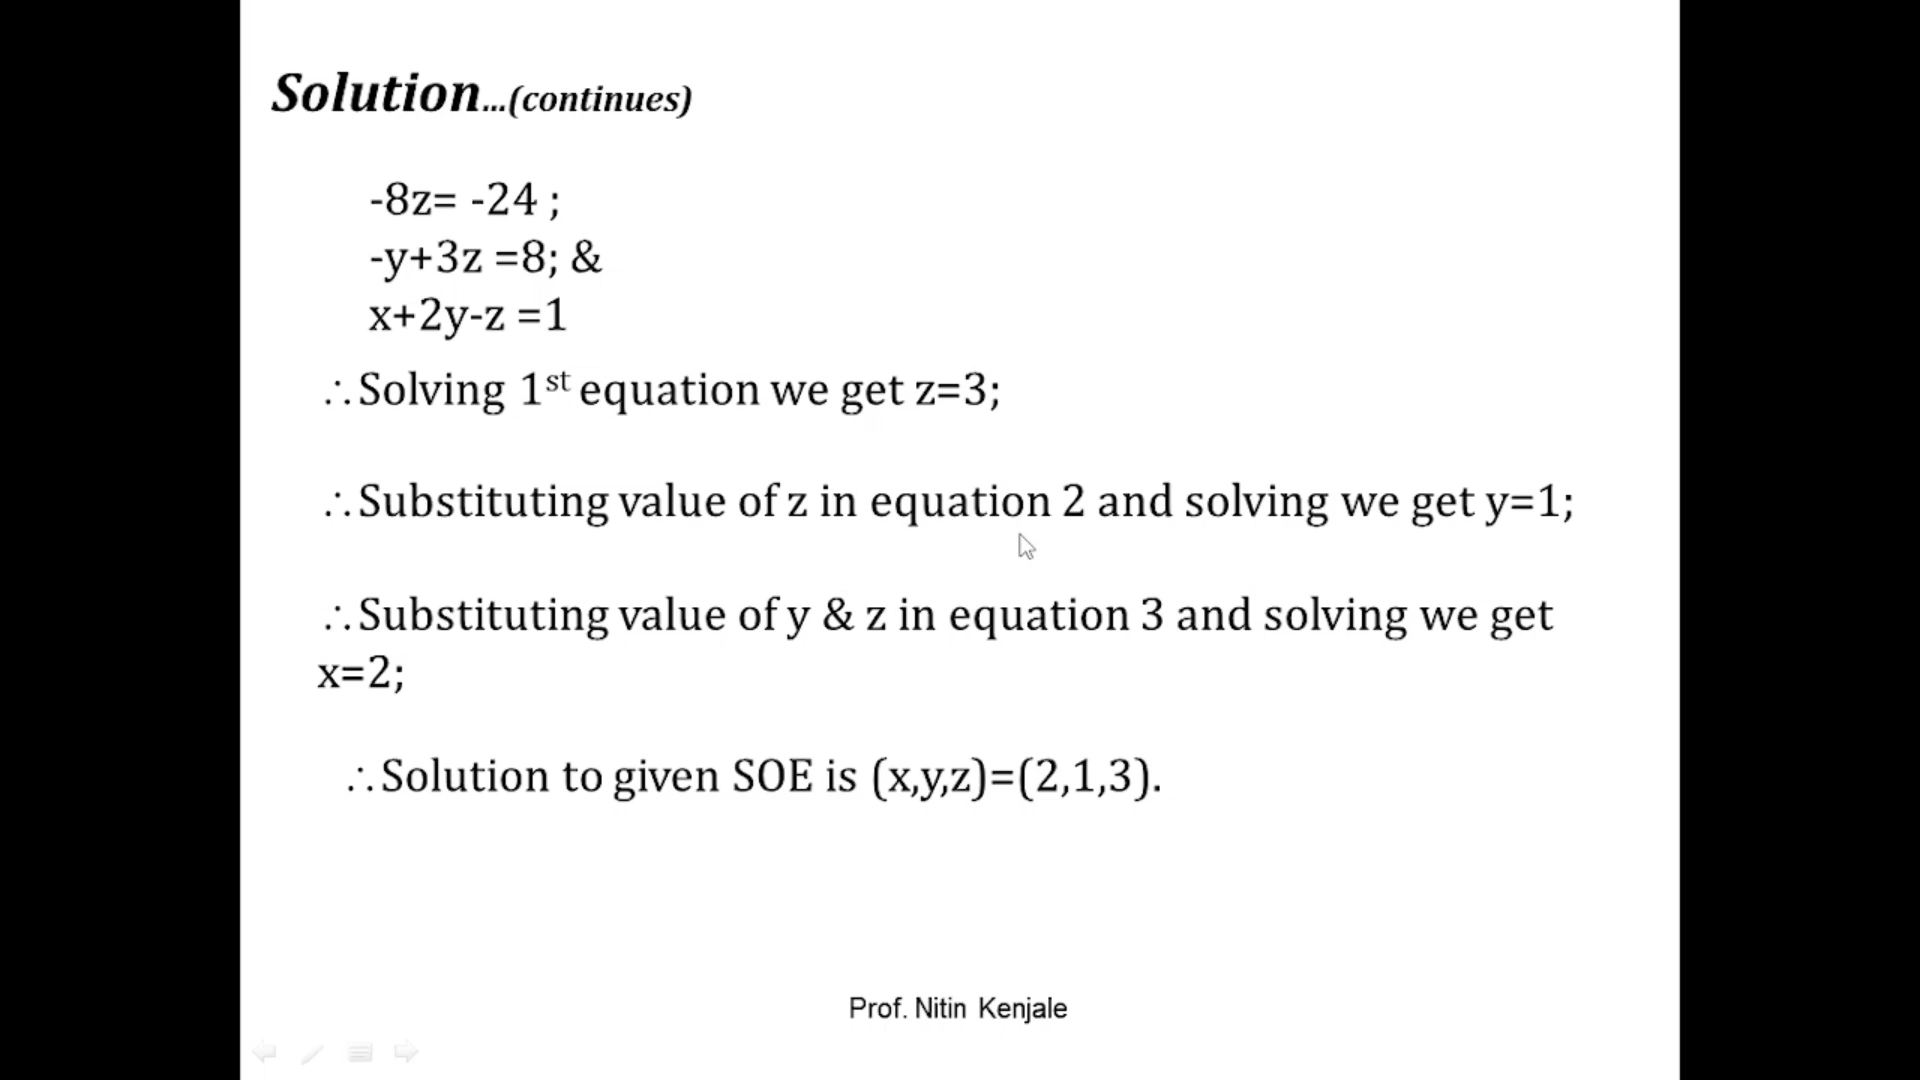 Solution...(continues)
-8z= -24 ;
-y+3z =8; &
x+2y-z =1
∴Solving 1st equation we get z=3;
∴Substituting value of z in equation 2 and solving we get y=1;
∴Substituting value of y & z in equation 3 and solving we get
x=2;
∴Solution to given SOE is (x,y,z)=(2,1,3).
Prof. Nitin Kenjale